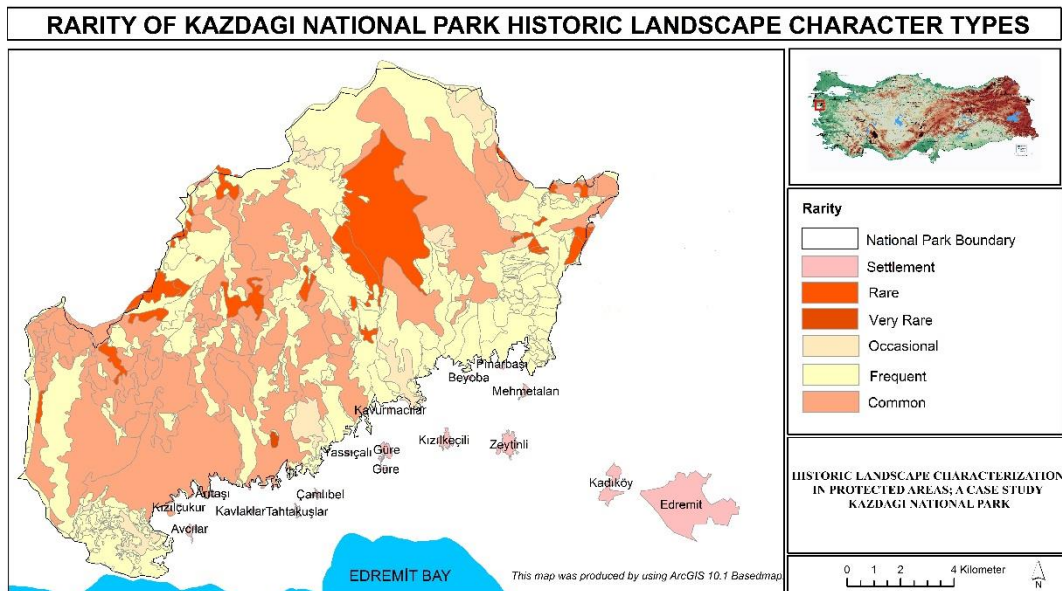 RARITY OF KAZDAGI NATIONAL PARK HISTORIC LANDSCAPE CHARACTER TYPES
Rarity
National Park Boundary
Settlement
Rare
Very Rare
Occasional
Frequent
Common
Pınarbaşı
Beyoba
Mehmetalan
Kavurmacılar
Kızılkeçili
Zeytinli
Yassıçalı
Güre
Güre
Kadıköy
Edremit
Arıtaşı
Çamlıbel
Kızılçukur
Kavlaklar
Tahtakuşlar
Avcılar
HISTORIC LANDSCAPE CHARACTERIZATION
IN PROTECTED AREAS; A CASE STUDY
KAZDAGI NATIONAL PARK
EDREMİT BAY
This map was produced by using ArcGIS 10.1 Basedmap.
0 1 2 4 Kilometer
N